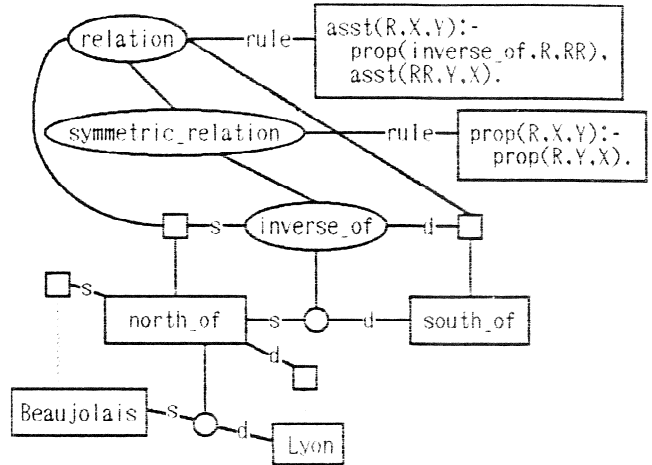 relation
rule
asst(R,X,Y):-
prop(inverse_of,R,RR),
asst(RR,Y,X).
symmetric_relation
rule
prop(R,X,Y):-
prop(R,Y,X).
s
inverse_of
d
s
north_of
s
d
south_of
d
Beaujolais
s
d
Lyon